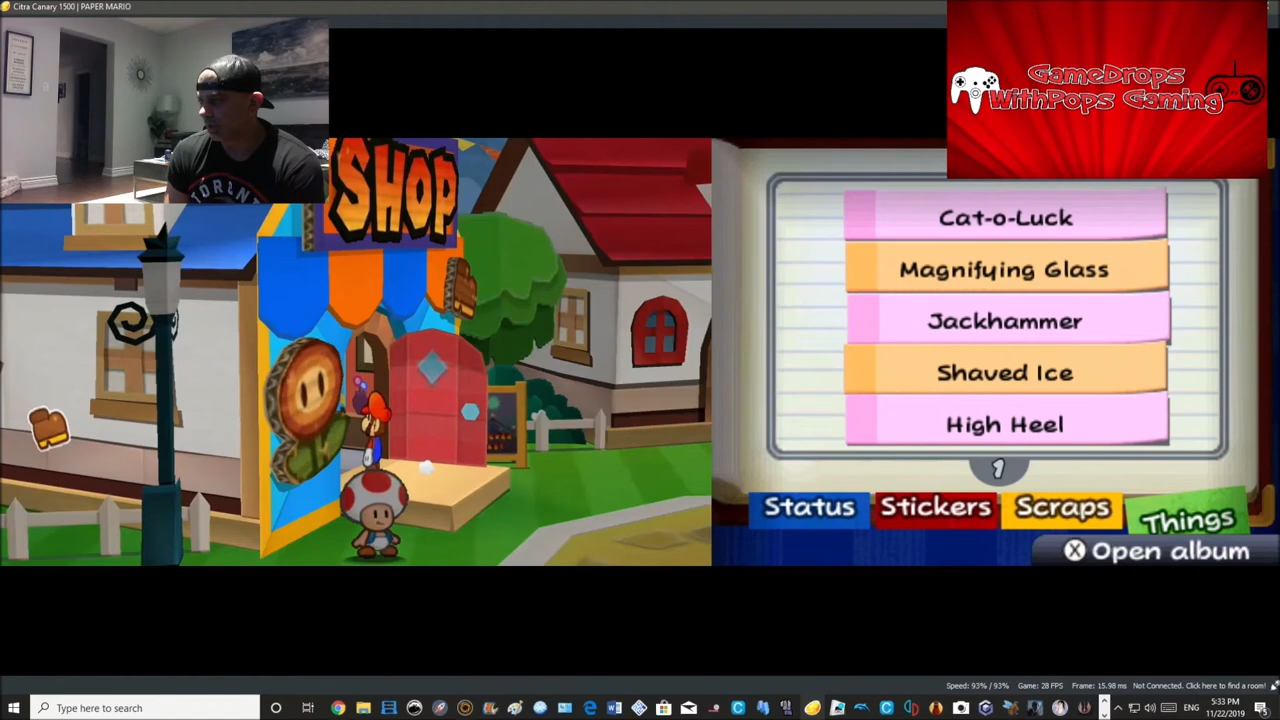 Citra Canary 1500 | PAPER MARIO
GameDrops
WithPops Gaming
SHOP
Cat-o-Luck
Magnifying Glass
Jackhammer
Shaved Ice
High Heel
1
Status
Stickers
Scraps
Things
X Open album
Speed: 93% / 93%
Game: 28 FPS
Frame: 15.98 ms
Not Connected. Click here to find a room!
Type here to search
ENG
5:33 PM
11/22/2019